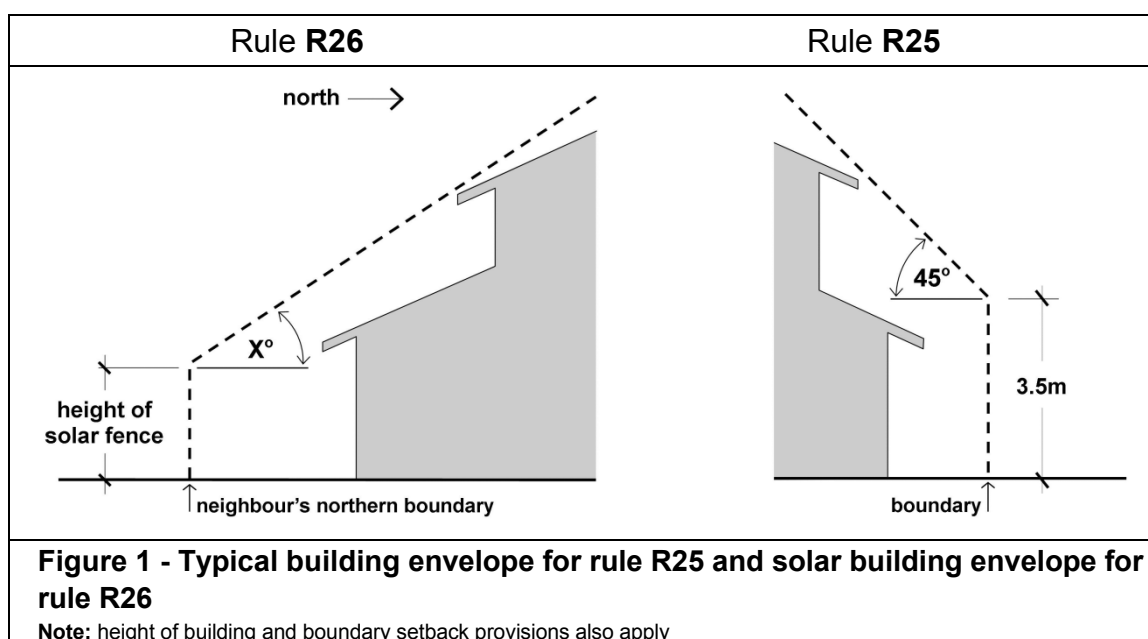 Rule R26
Rule R25
north
X°
height of
solar fence
neighbour's northern boundary
45°
3.5m
boundary
Figure 1 - Typical building envelope for rule R25 and solar building envelope for
rule R26
Note: height of building and boundary setback provisions also apply